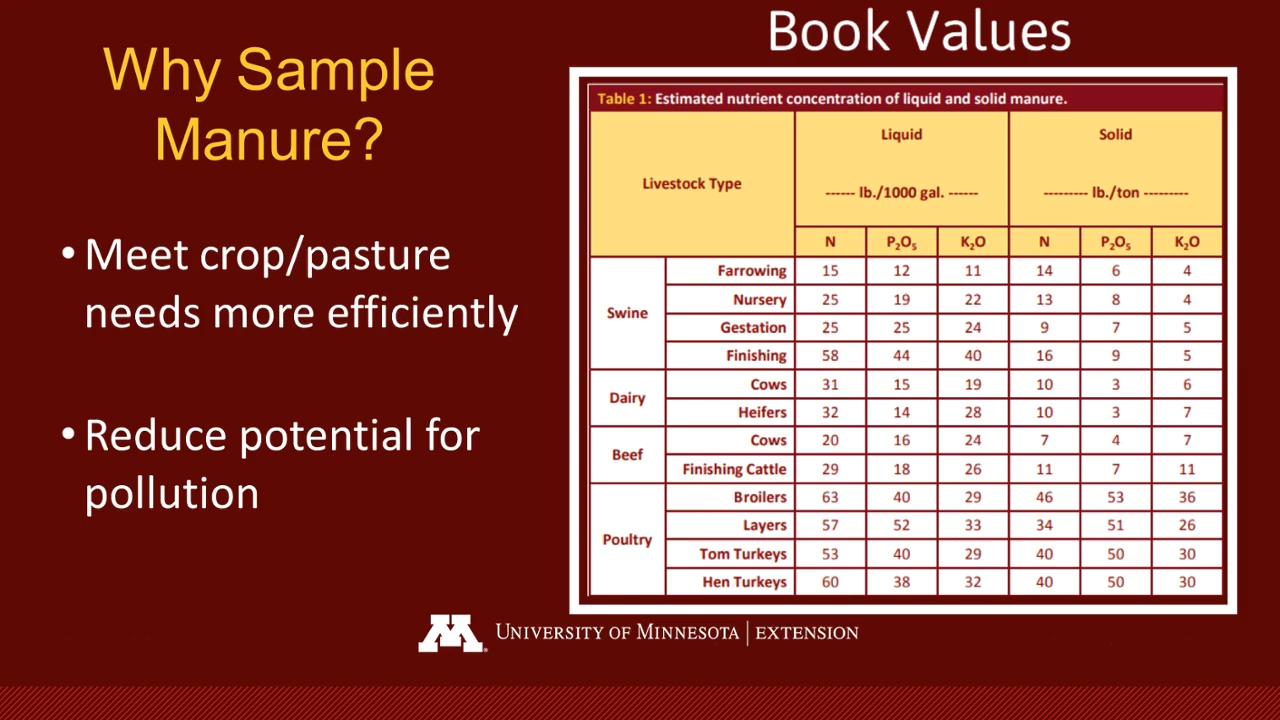 Why Sample
Manure?
• Meet crop/pasture
needs more efficiently
• Reduce potential for
pollution
Book Values
Table 1: Estimated nutrient concentration of liquid and solid manure.
Livestock Type Liquid Solid
------ lb./1000 gal. ------ --------- lb./ton ---------
N P₂O₅ K₂O N P₂O₅ K₂O
Swine
Farrowing 15 12 11 14 6 4
Nursery 25 19 22 13 8 4
Gestation 25 25 24 9 7 5
Finishing 58 44 40 16 9 5
Dairy
Cows 31 15 19 10 3 6
Heifers 32 14 28 10 3 7
Beef
Cows 20 16 24 7 4 7
Finishing Cattle 29 18 26 11 7 11
Poultry
Broilers 63 40 29 46 53 36
Layers 57 52 33 34 51 26
Tom Turkeys 53 40 29 40 50 30
Hen Turkeys 60 38 32 40 50 30
M UNIVERSITY OF MINNESOTA | EXTENSION